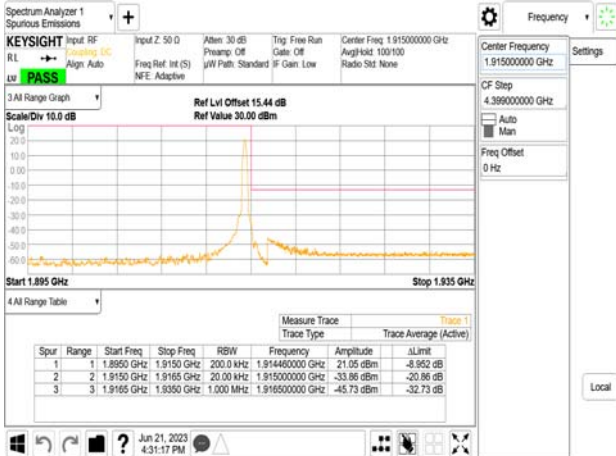 Spectrum Analyzer 1
Spurious Emissions
Frequency
KEYSIGHT
RL
LV
PASS
Input: RF
Coupling: DC
Align: Auto
Input Z: 50 Ω
Freq Ref: Int (S)
NFE: Adaptive
Atten: 30 dB
Preamp: Off
µW Path: Standard
Trig: Free Run
Gate: Off
IF Gain: Low
Center Freq: 1.915000000 GHz
Avg|Hold: 100/100
Radio Std: None
Center Frequency
1.915000000 GHz
Settings
CF Step
4.399000000 GHz
Auto
Man
Freq Offset
0 Hz
3 All Range Graph
Scale/Div 10.0 dB
Ref Lvl Offset 15.44 dB
Ref Value 30.00 dBm
Log
20.0
10.0
0.00
-10.0
-20.0
-30.0
-40.0
-50.0
-60.0
Start 1.895 GHz
Stop 1.935 GHz
4 All Range Table
Measure Trace Trace 1
Trace Type Trace Average (Active)
Spur Range Start Freq Stop Freq RBW Frequency Amplitude ΔLimit
1 1 1.8950 GHz 1.9150 GHz 200.0 kHz 1.914460000 GHz 21.05 dBm -8.952 dB
2 2 1.9150 GHz 1.9165 GHz 20.00 kHz 1.915000000 GHz -33.86 dBm -20.86 dB
3 3 1.9165 GHz 1.9350 GHz 1.000 MHz 1.916500000 GHz -45.73 dBm -32.73 dB
Local
?
Jun 21, 2023
4:31:17 PM